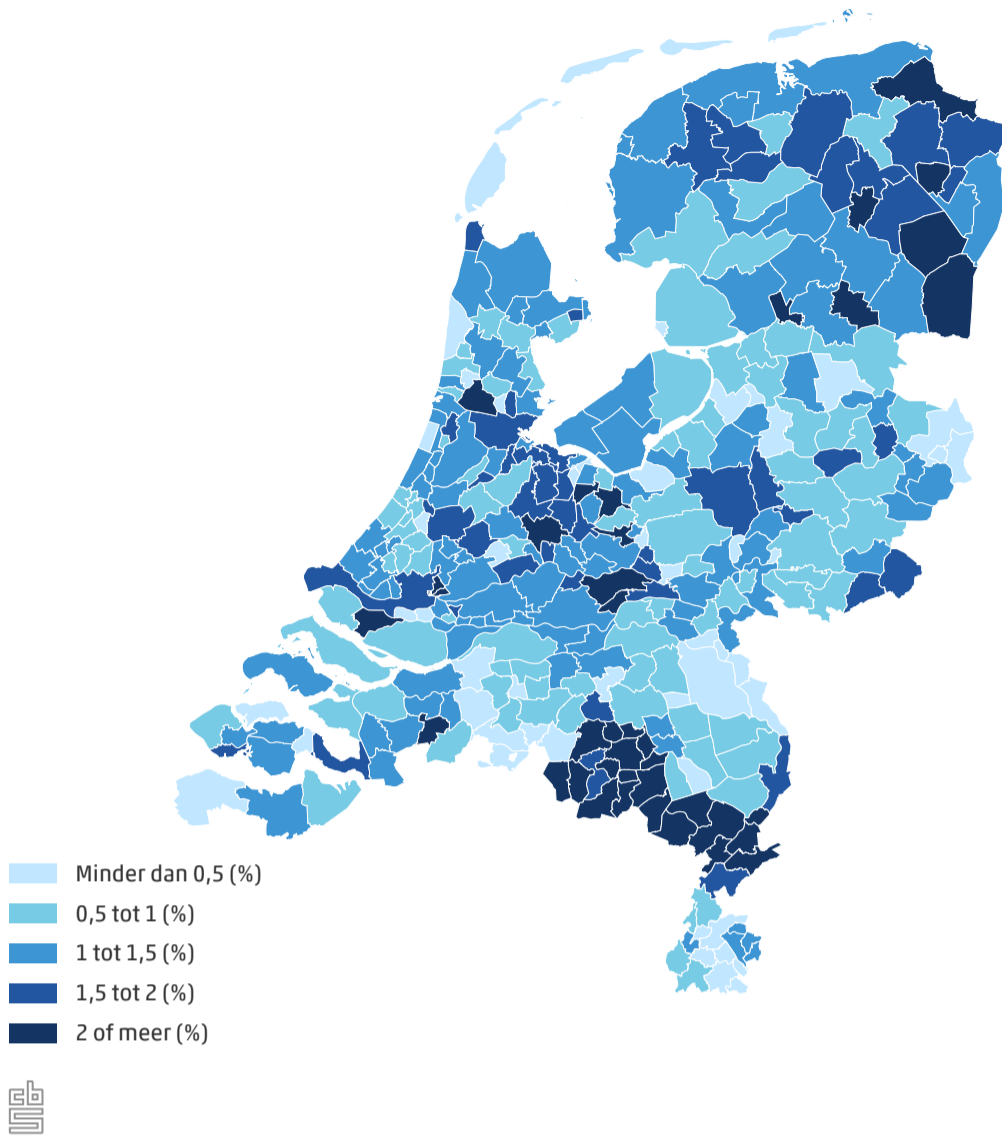 Minder dan 0,5 (%)
0,5 tot 1 (%)
1 tot 1,5 (%)
1,5 tot 2 (%)
2 of meer (%)
cbs